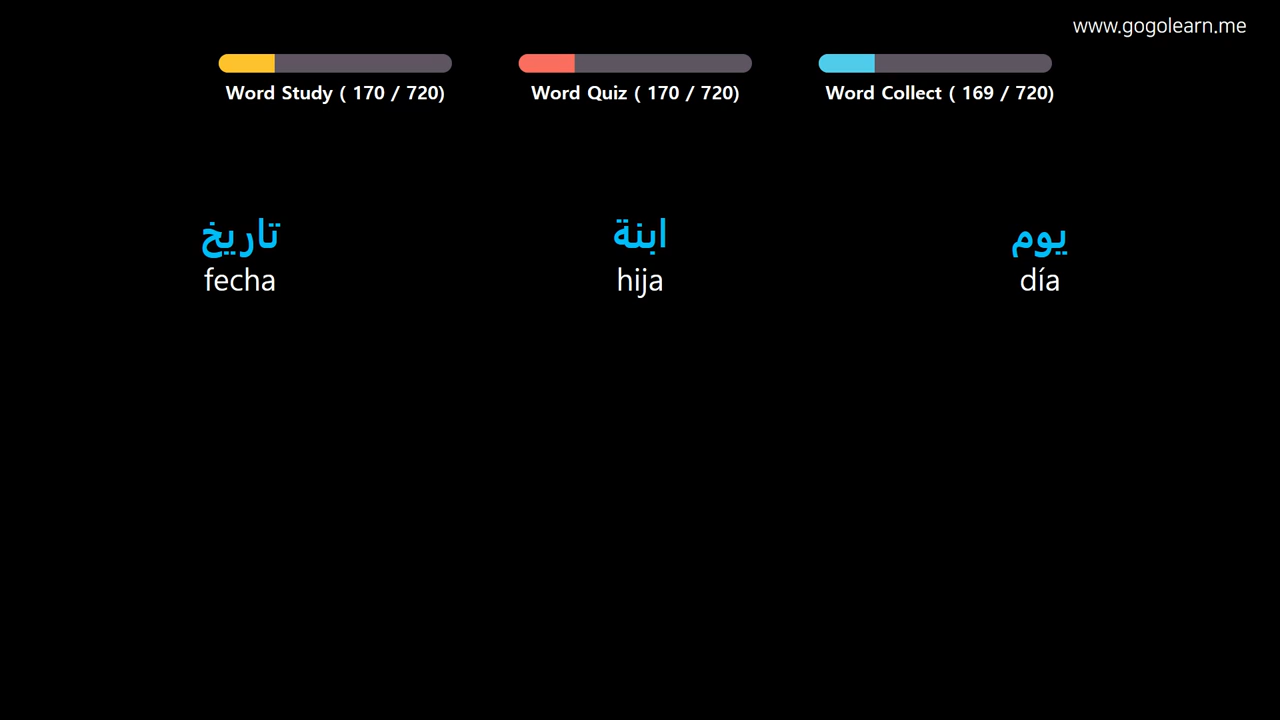 www.gogolearn.me
Word Study ( 170 / 720)
Word Quiz ( 170 / 720)
Word Collect ( 169 / 720)
تاريخ
fecha
ابنة
hija
يوم
día